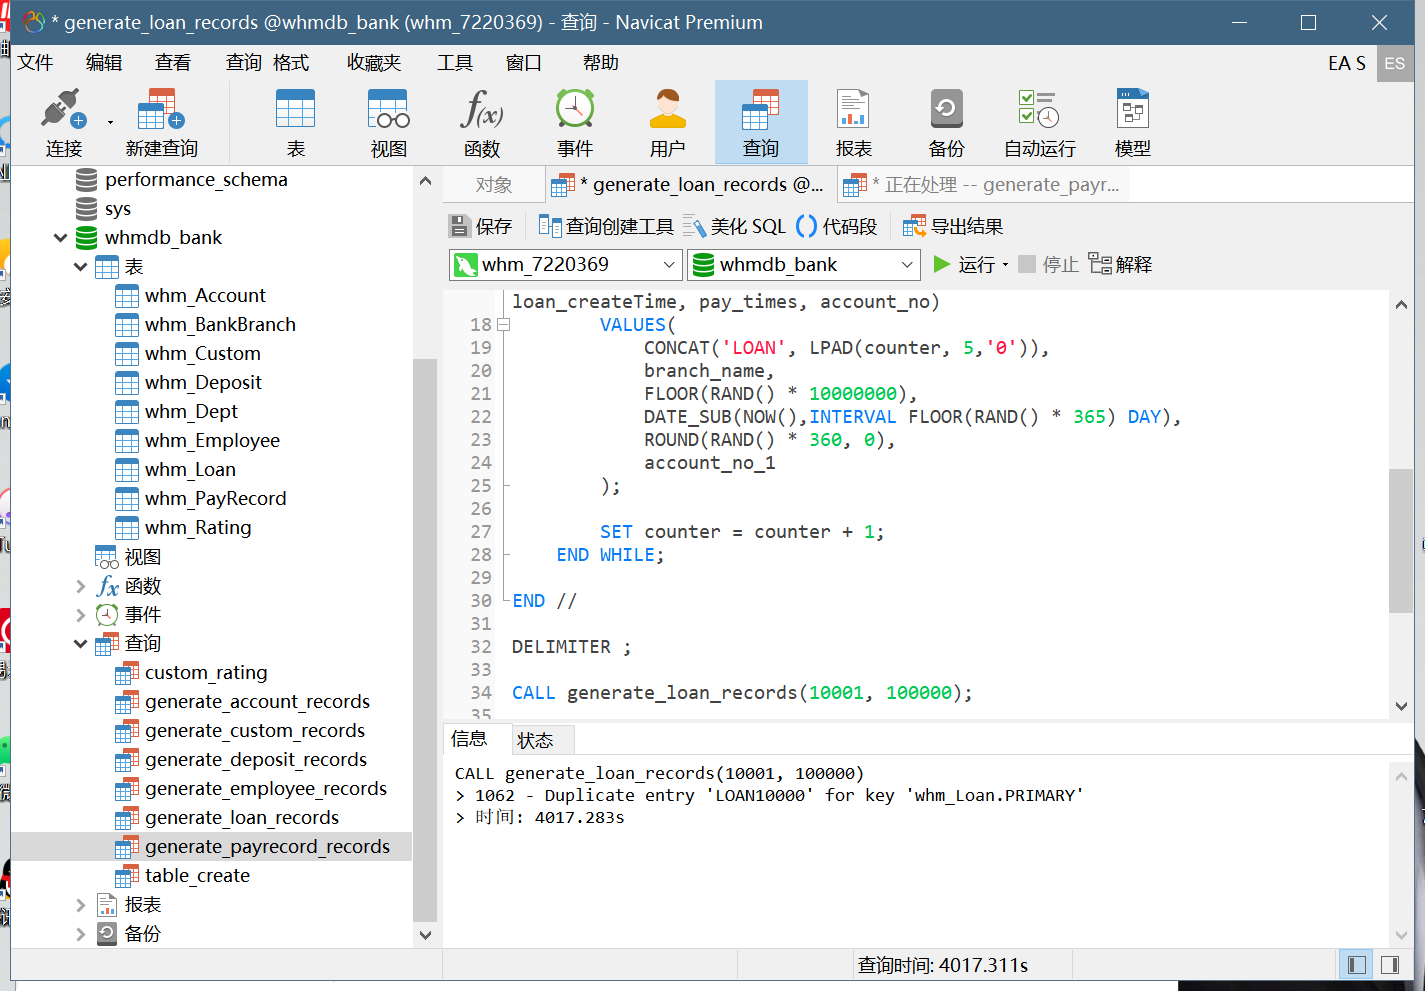 * generate_loan_records @whmdb_bank (whm_7220369) - 查询 - Navicat Premium
文件 编辑 查看 查询 格式 收藏夹 工具 窗口 帮助 EA S ES
连接 新建查询 表 视图 函数 事件 用户 查询 报表 备份 自动运行 模型
performance_schema
sys
whmdb_bank
表
whm_Account
whm_BankBranch
whm_Custom
whm_Deposit
whm_Dept
whm_Employee
whm_Loan
whm_PayRecord
whm_Rating
视图
函数
事件
查询
custom_rating
generate_account_records
generate_custom_records
generate_deposit_records
generate_employee_records
generate_loan_records
generate_payrecord_records
table_create
报表
备份
对象 * generate_loan_records @... * 正在处理 -- generate_payr...
保存 查询创建工具 美化 SQL 代码段 导出结果
whm_7220369 whmdb_bank 运行 停止 解释
loan_createTime, pay_times, account_no)
18 VALUES(
19 CONCAT('LOAN', LPAD(counter, 5,'0')),
20 branch_name,
21 FLOOR(RAND() * 10000000),
22 DATE_SUB(NOW(),INTERVAL FLOOR(RAND() * 365) DAY),
23 ROUND(RAND() * 360, 0),
24 account_no_1
25 );
26
27 SET counter = counter + 1;
28 END WHILE;
29
30 END //
31
32 DELIMITER ;
33
34 CALL generate_loan_records(10001, 100000);
35
信息 状态
CALL generate_loan_records(10001, 100000)
> 1062 - Duplicate entry 'LOAN10000' for key 'whm_Loan.PRIMARY'
> 时间: 4017.283s
查询时间: 4017.311s